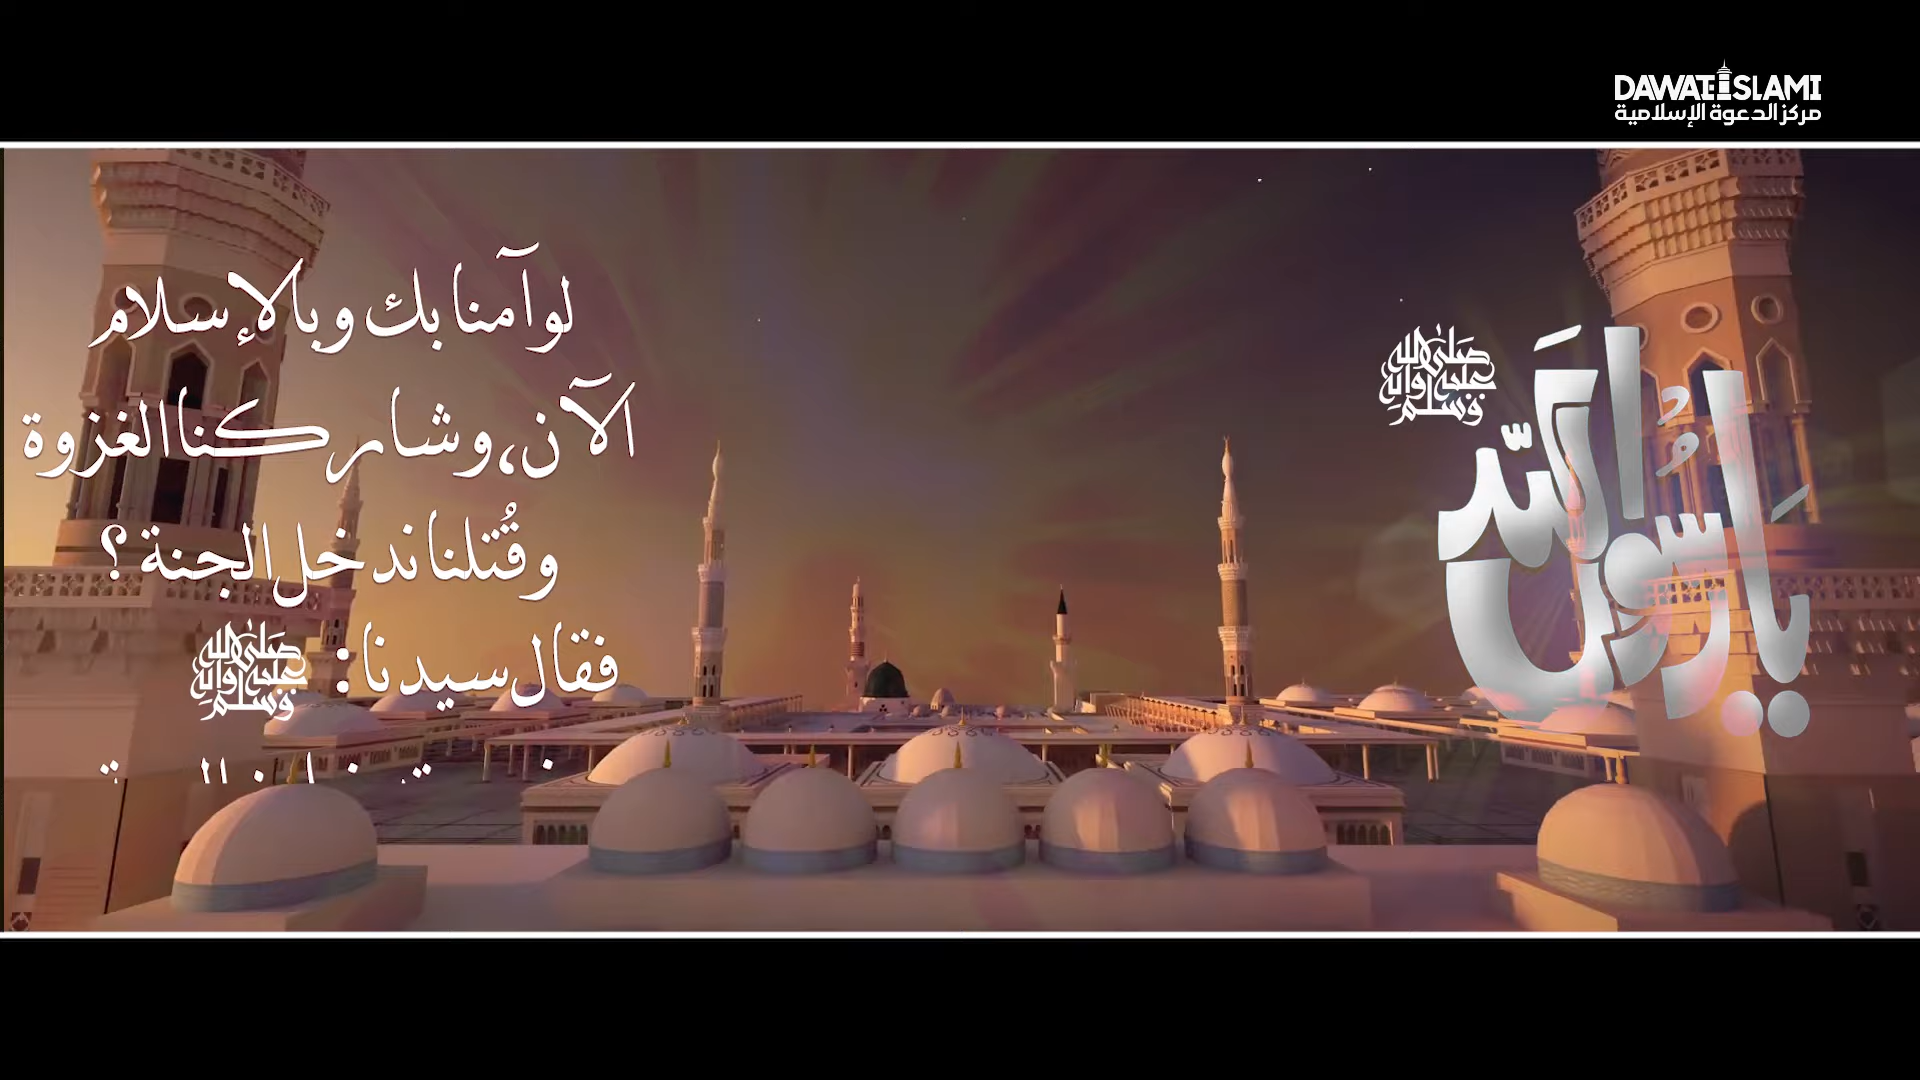 DAWATEISLAMI
مركز الدعوة الإسلامية
لو آمنا بك وبالإسلام
الآن، وشاركنا الغزوة
وقُتلنا ندخل الجنة ؟
فقال سيدنا : صلى الله عليه وآله وسلم
صلى الله عليه وآله وسلم
يا رسول الله